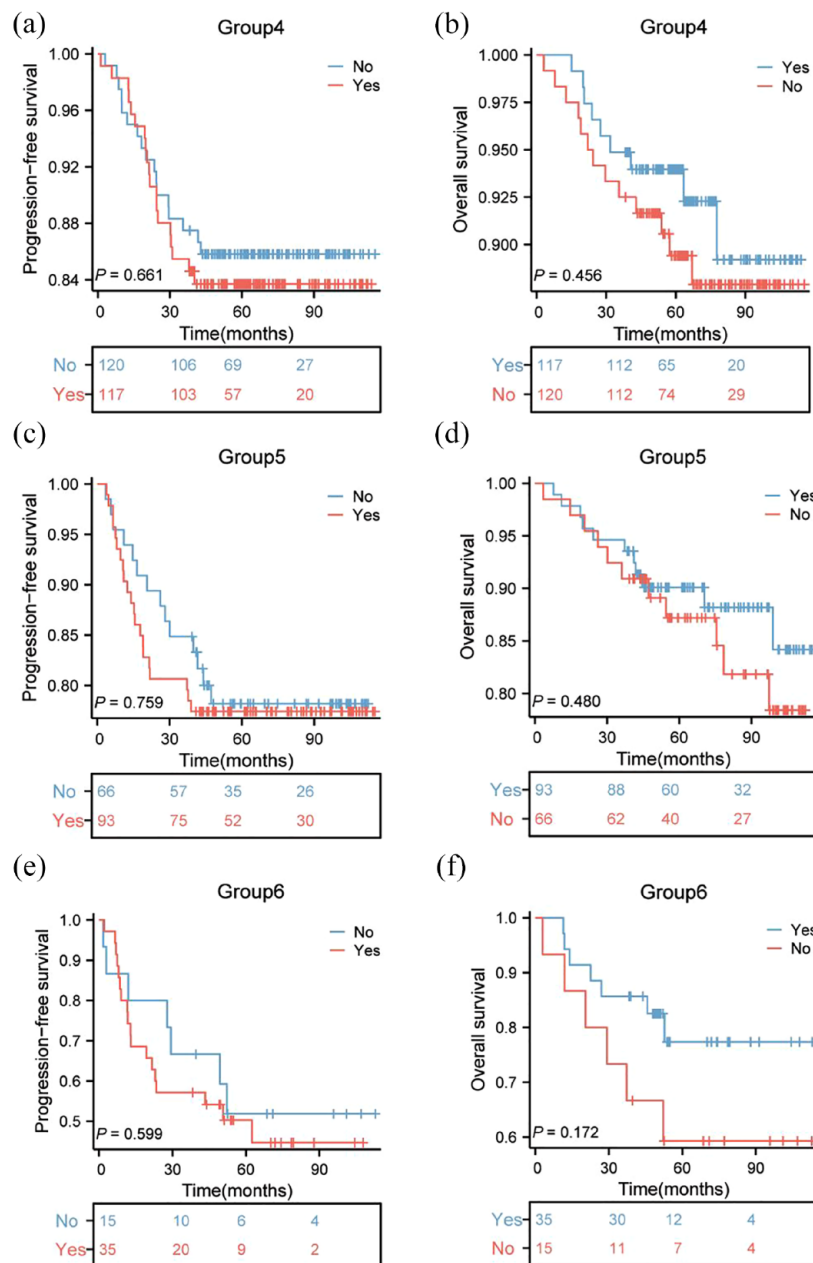 (a)
Group4
Progression-free survival
1.00
0.96
0.92
0.88
0.84
No
Yes
P = 0.661
0 30 60 90
Time(months)
No 120 106 69 27
Yes 117 103 57 20
(b)
Group4
Overall survival
1.000
0.975
0.950
0.925
0.900
Yes
No
P = 0.456
0 30 60 90
Time(months)
Yes 117 112 65 20
No 120 112 74 29
(c)
Group5
Progression-free survival
1.00
0.95
0.90
0.85
0.80
No
Yes
P = 0.759
0 30 60 90
Time(months)
No 66 57 35 26
Yes 93 75 52 30
(d)
Group5
Overall survival
1.00
0.95
0.90
0.85
0.80
Yes
No
P = 0.480
0 30 60 90
Time(months)
Yes 93 88 60 32
No 66 62 40 27
(e)
Group6
Progression-free survival
1.0
0.9
0.8
0.7
0.6
0.5
No
Yes
P = 0.599
0 30 60 90
Time(months)
No 15 10 6 4
Yes 35 20 9 2
(f)
Group6
Overall survival
1.0
0.9
0.8
0.7
0.6
Yes
No
P = 0.172
0 30 60 90
Time(months)
Yes 35 30 12 4
No 15 11 7 4